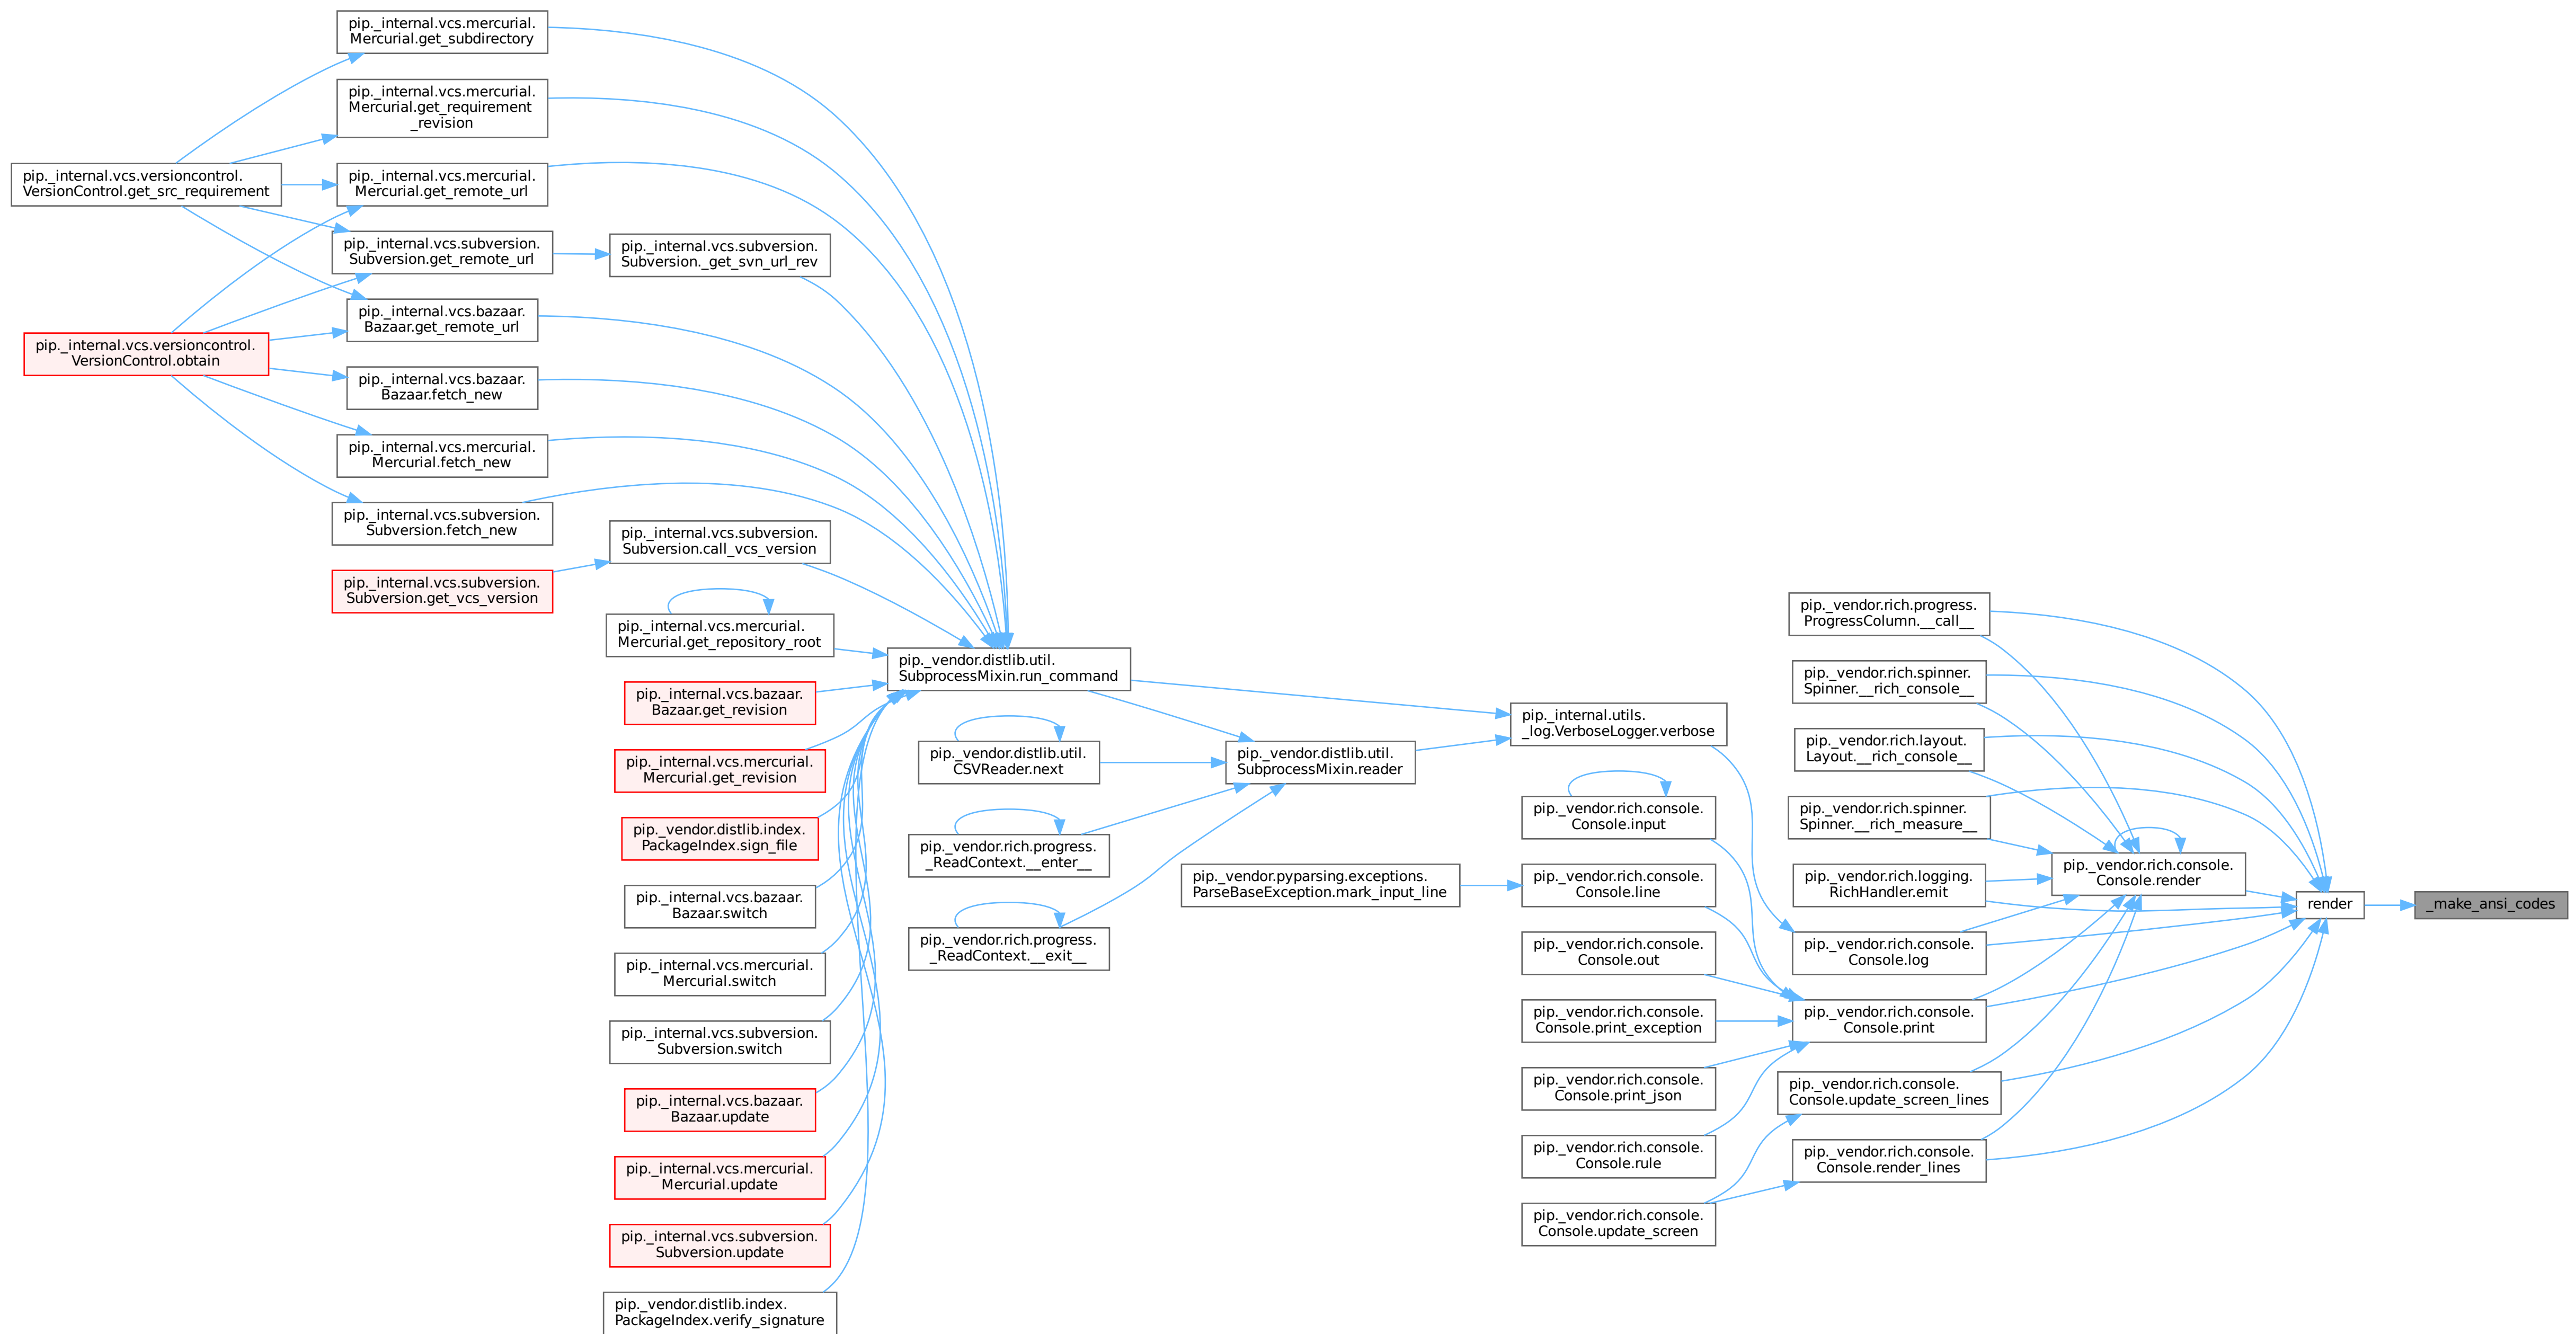 pip._internal.vcs.mercurial.
Mercurial.get_subdirectory
pip._internal.vcs.mercurial.
Mercurial.get_requirement
_revision
pip._internal.vcs.versioncontrol.
VersionControl.get_src_requirement
pip._internal.vcs.mercurial.
Mercurial.get_remote_url
pip._internal.vcs.subversion.
Subversion.get_remote_url
pip._internal.vcs.subversion.
Subversion._get_svn_url_rev
pip._internal.vcs.bazaar.
Bazaar.get_remote_url
pip._internal.vcs.versioncontrol.
VersionControl.obtain
pip._internal.vcs.bazaar.
Bazaar.fetch_new
pip._internal.vcs.mercurial.
Mercurial.fetch_new
pip._internal.vcs.subversion.
Subversion.fetch_new
pip._internal.vcs.subversion.
Subversion.call_vcs_version
pip._internal.vcs.subversion.
Subversion.get_vcs_version
pip._internal.vcs.mercurial.
Mercurial.get_repository_root
pip._internal.vcs.bazaar.
Bazaar.get_revision
pip._internal.vcs.mercurial.
Mercurial.get_revision
pip._vendor.distlib.index.
PackageIndex.sign_file
pip._internal.vcs.bazaar.
Bazaar.switch
pip._internal.vcs.mercurial.
Mercurial.switch
pip._internal.vcs.subversion.
Subversion.switch
pip._internal.vcs.bazaar.
Bazaar.update
pip._internal.vcs.mercurial.
Mercurial.update
pip._internal.vcs.subversion.
Subversion.update
pip._vendor.distlib.index.
PackageIndex.verify_signature
pip._vendor.distlib.util.
SubprocessMixin.run_command
pip._vendor.distlib.util.
CSVReader.next
pip._vendor.rich.progress.
_ReadContext.__enter__
pip._vendor.rich.progress.
_ReadContext.__exit__
pip._vendor.distlib.util.
SubprocessMixin.reader
pip._vendor.pyparsing.exceptions.
ParseBaseException.mark_input_line
pip._internal.utils.
_log.VerboseLogger.verbose
pip._vendor.rich.console.
Console.input
pip._vendor.rich.console.
Console.line
pip._vendor.rich.console.
Console.out
pip._vendor.rich.console.
Console.print_exception
pip._vendor.rich.console.
Console.print_json
pip._vendor.rich.console.
Console.rule
pip._vendor.rich.console.
Console.update_screen
pip._vendor.rich.progress.
ProgressColumn.__call__
pip._vendor.rich.spinner.
Spinner.__rich_console__
pip._vendor.rich.layout.
Layout.__rich_console__
pip._vendor.rich.spinner.
Spinner.__rich_measure__
pip._vendor.rich.logging.
RichHandler.emit
pip._vendor.rich.console.
Console.log
pip._vendor.rich.console.
Console.print
pip._vendor.rich.console.
Console.update_screen_lines
pip._vendor.rich.console.
Console.render_lines
pip._vendor.rich.console.
Console.render
render
_make_ansi_codes